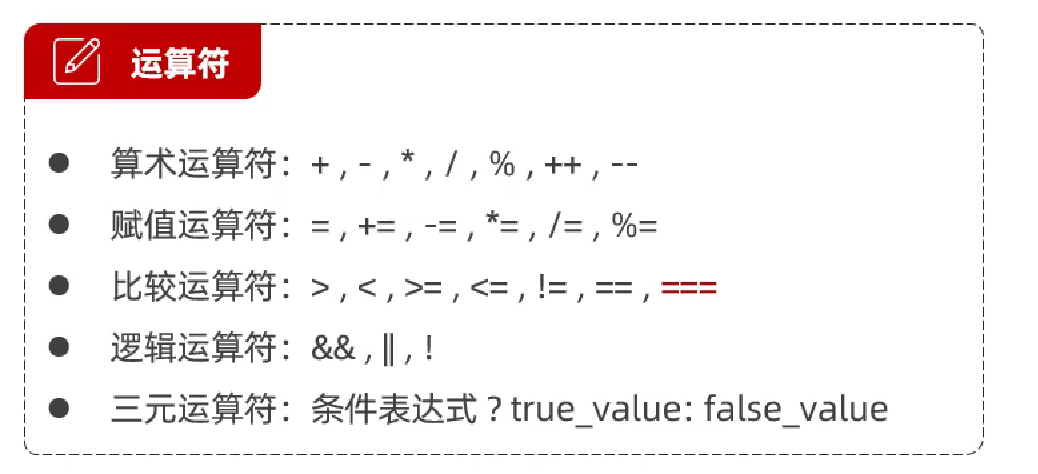 运算符
算术运算符：+ , - , * , / , % , ++ , --
赋值运算符：= , += , -= , *= , /= , %=
比较运算符：> , < , >= , <= , != , == , ===
逻辑运算符：&& , || , !
三元运算符：条件表达式 ? true_value: false_value